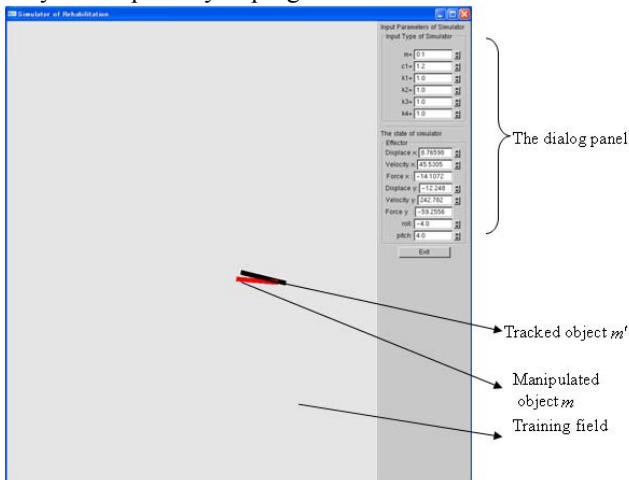 Simulator of Rehabilitation
Input Parameters of Simulator
Input Type of Simulator
m= 0.1
c1= 1.2
k1= 1.0
k2= 1.0
k3= 1.0
k4= 1.0
The state of simulator
Effector
Displace x: 8.76598
Velocity x: 45.5305
Force x : -14.1072
Displace y: -12.248
Velocity y: 242.762
Force y : -59.2556
roll: -4.0
pitch: 4.0
Exit
The dialog panel
Tracked object m'
Manipulated
object m
Training field